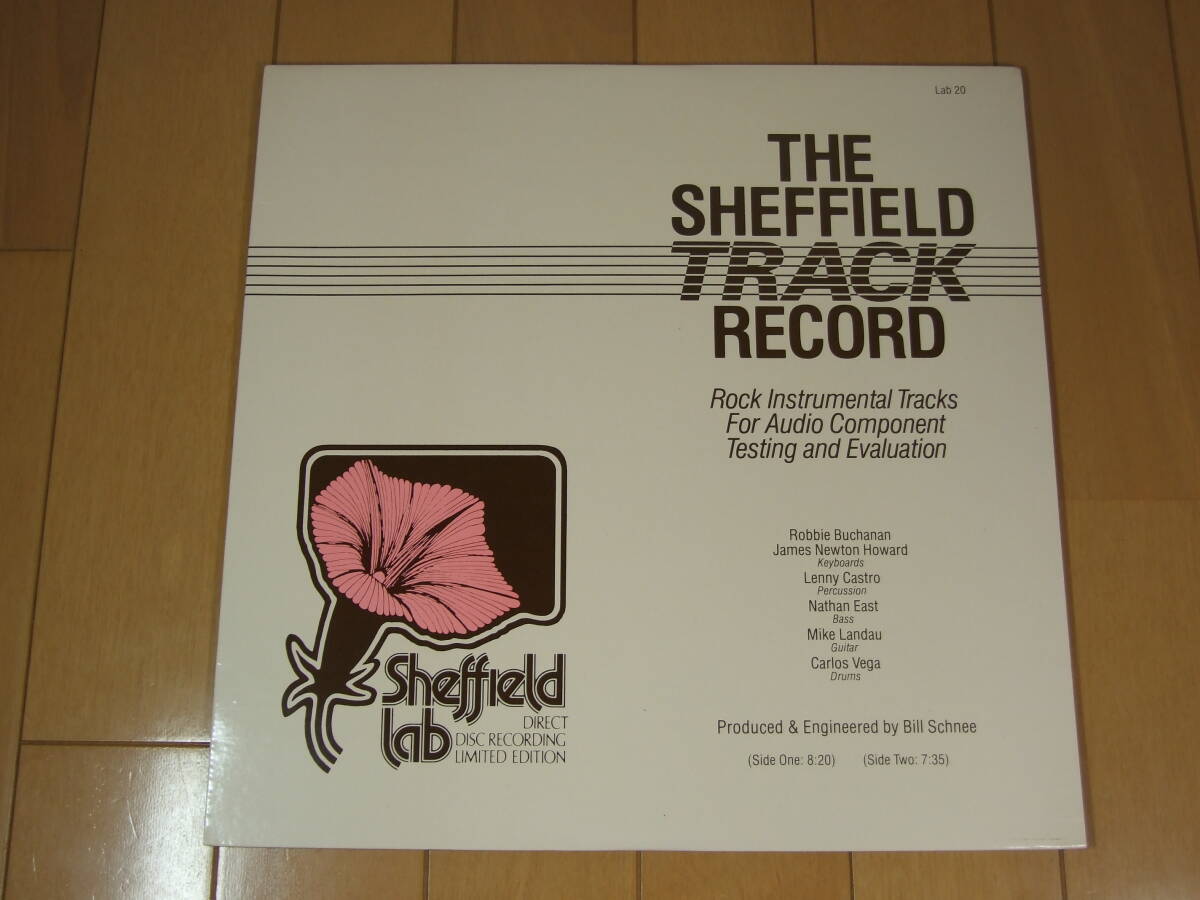 Lab 20
THE
SHEFFIELD
TRACK
RECORD
Rock Instrumental Tracks
For Audio Component
Testing and Evaluation
Robbie Buchanan
James Newton Howard
Keyboards
Lenny Castro
Percussion
Nathan East
Bass
Mike Landau
Guitar
Carlos Vega
Drums
Produced & Engineered by Bill Schnee
(Side One: 8:20) (Side Two: 7:35)
Sheffield
Lab
DIRECT
DISC RECORDING
LIMITED EDITION